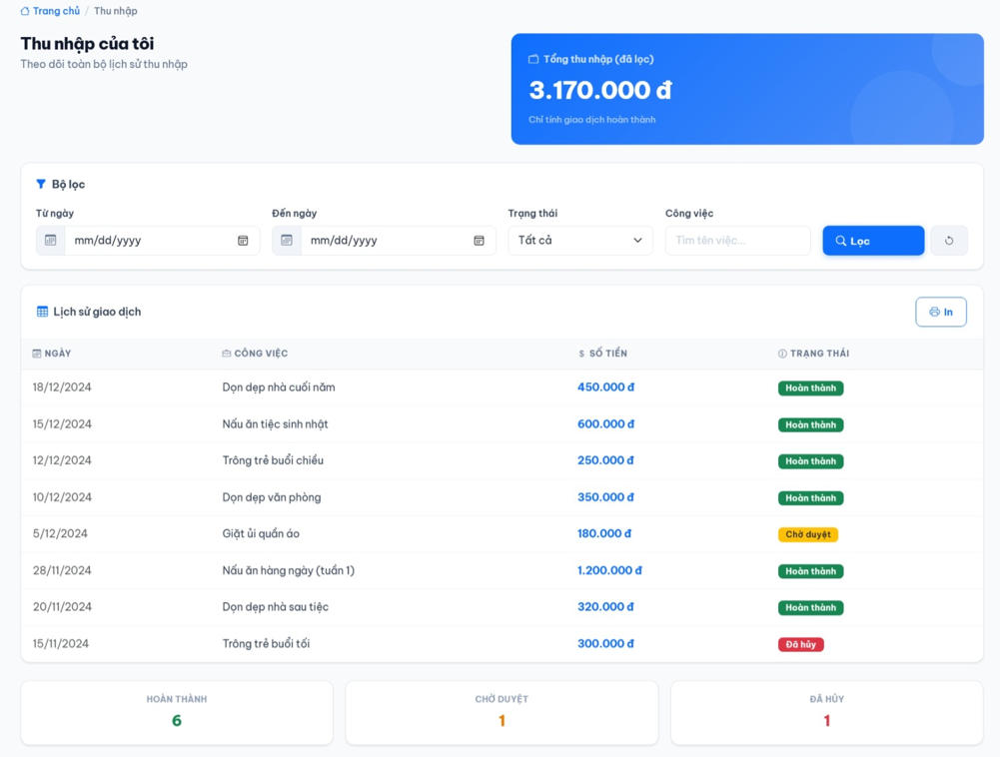 Trang chủ / Thu nhập
Thu nhập của tôi
Theo dõi toàn bộ lịch sử thu nhập
Tổng thu nhập (đã lọc)
3.170.000 đ
Chỉ tính giao dịch hoàn thành
Bộ lọc
Từ ngày
mm/dd/yyyy
Đến ngày
mm/dd/yyyy
Trạng thái
Tất cả
Công việc
Tìm tên việc...
Lọc
Lịch sử giao dịch
In
NGÀY CÔNG VIỆC $ SỐ TIỀN TRẠNG THÁI
18/12/2024 Dọn dẹp nhà cuối năm 450.000 đ Hoàn thành
15/12/2024 Nấu ăn tiệc sinh nhật 600.000 đ Hoàn thành
12/12/2024 Trông trẻ buổi chiều 250.000 đ Hoàn thành
10/12/2024 Dọn dẹp văn phòng 350.000 đ Hoàn thành
5/12/2024 Giặt ủi quần áo 180.000 đ Chờ duyệt
28/11/2024 Nấu ăn hàng ngày (tuần 1) 1.200.000 đ Hoàn thành
20/11/2024 Dọn dẹp nhà sau tiệc 320.000 đ Hoàn thành
15/11/2024 Trông trẻ buổi tối 300.000 đ Đã hủy
HOÀN THÀNH
6
CHỜ DUYỆT
1
ĐÃ HỦY
1